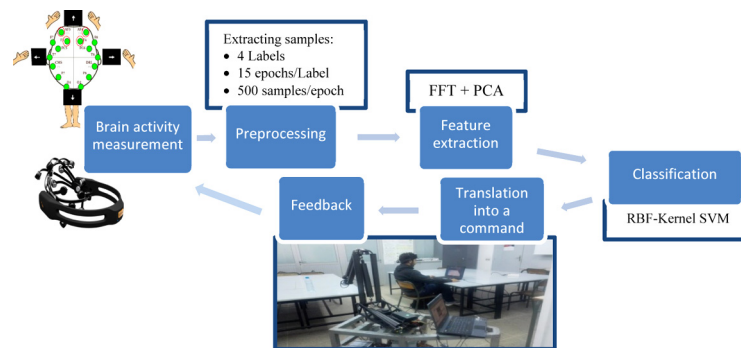 Extracting samples:
• 4 Labels
• 15 epochs/Label
• 500 samples/epoch
FFT + PCA
Brain activity
measurement
Preprocessing
Feature
extraction
Classification
RBF-Kernel SVM
Translation
into a
command
Feedback